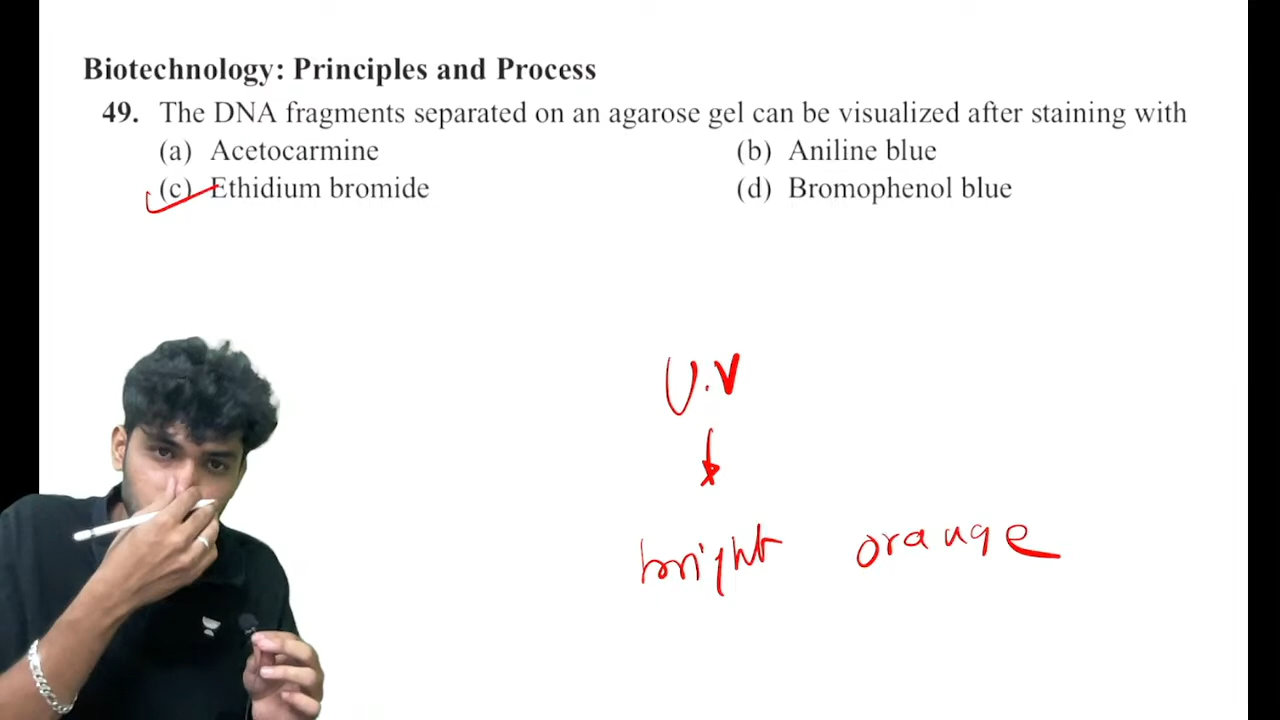 Biotechnology: Principles and Process
49. The DNA fragments separated on an agarose gel can be visualized after staining with
(a) Acetocarmine (b) Aniline blue
(c) Ethidium bromide (d) Bromophenol blue
U.V
bright orange